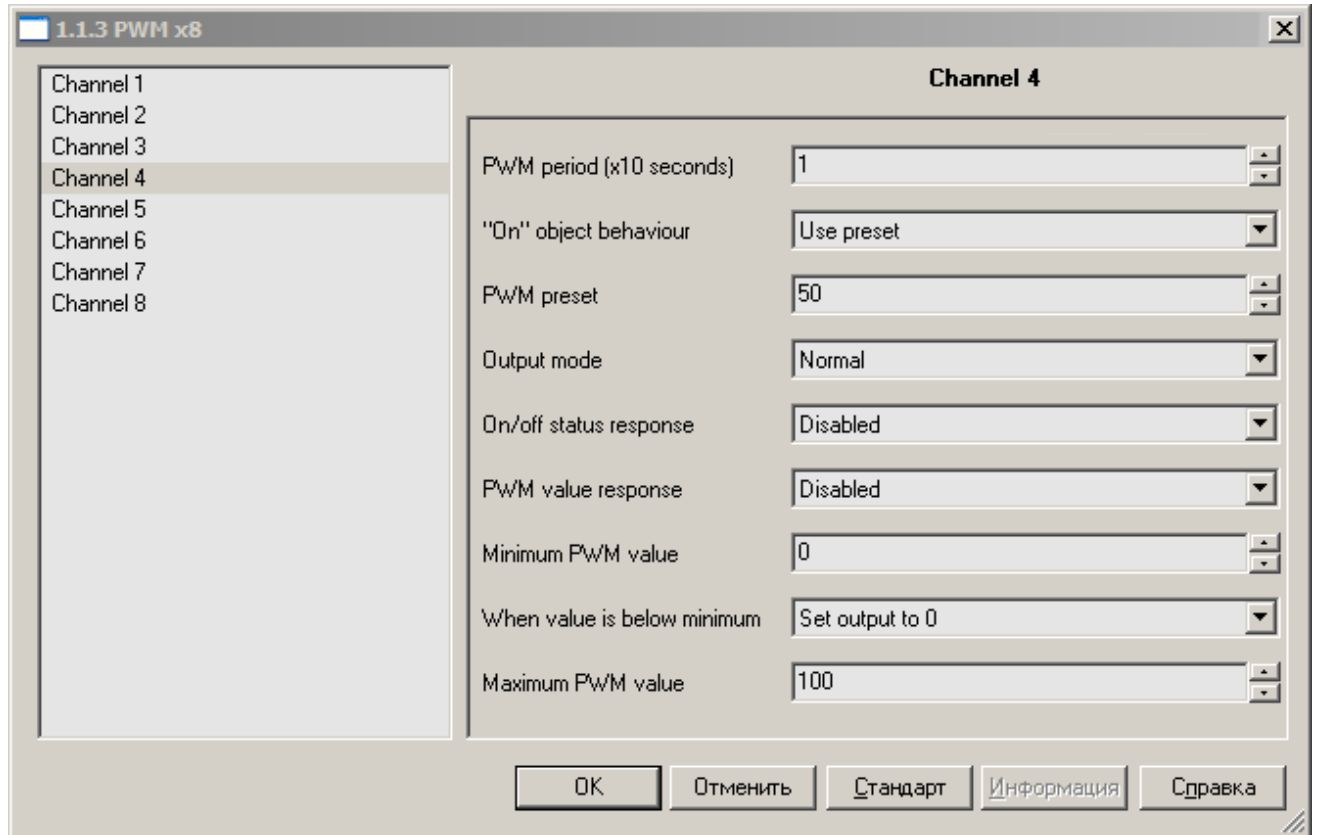 1.1.3 PWM x8
Channel 1
Channel 2
Channel 3
Channel 4
Channel 5
Channel 6
Channel 7
Channel 8
Channel 4
PWM period (x10 seconds) 1
"On" object behaviour Use preset
PWM preset 50
Output mode Normal
On/off status response Disabled
PWM value response Disabled
Minimum PWM value 0
When value is below minimum Set output to 0
Maximum PWM value 100
OK Отменить Стандарт Информация Справка